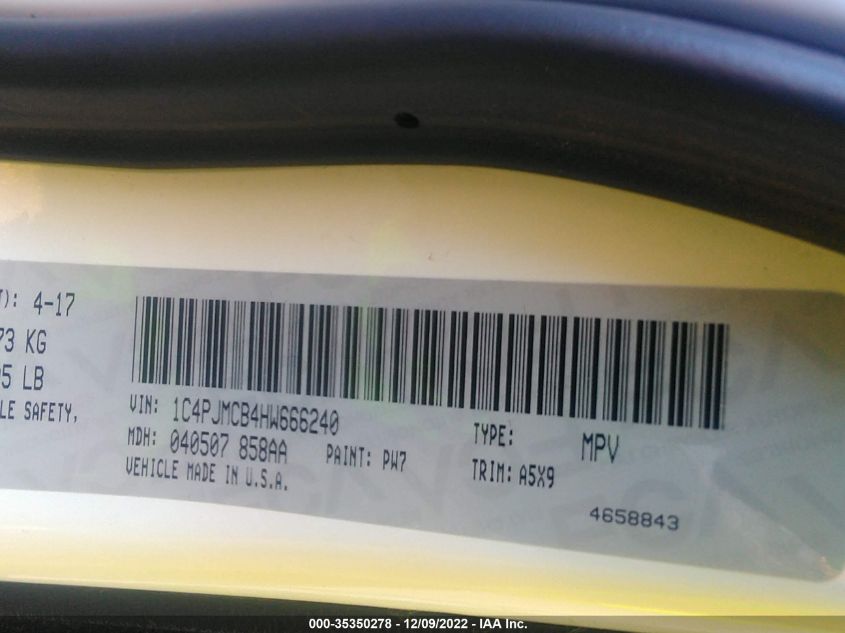 T): 4-17
73 KG
95 LB
LE SAFETY,
VIN: 1C4PJMCB4HW666240
MDH: 040507 858AA PAINT: PW7
VEHICLE MADE IN U.S.A.
TYPE: MPV
TRIM: A5X9
4658843
000-35350278 - 12/09/2022 - IAA Inc.